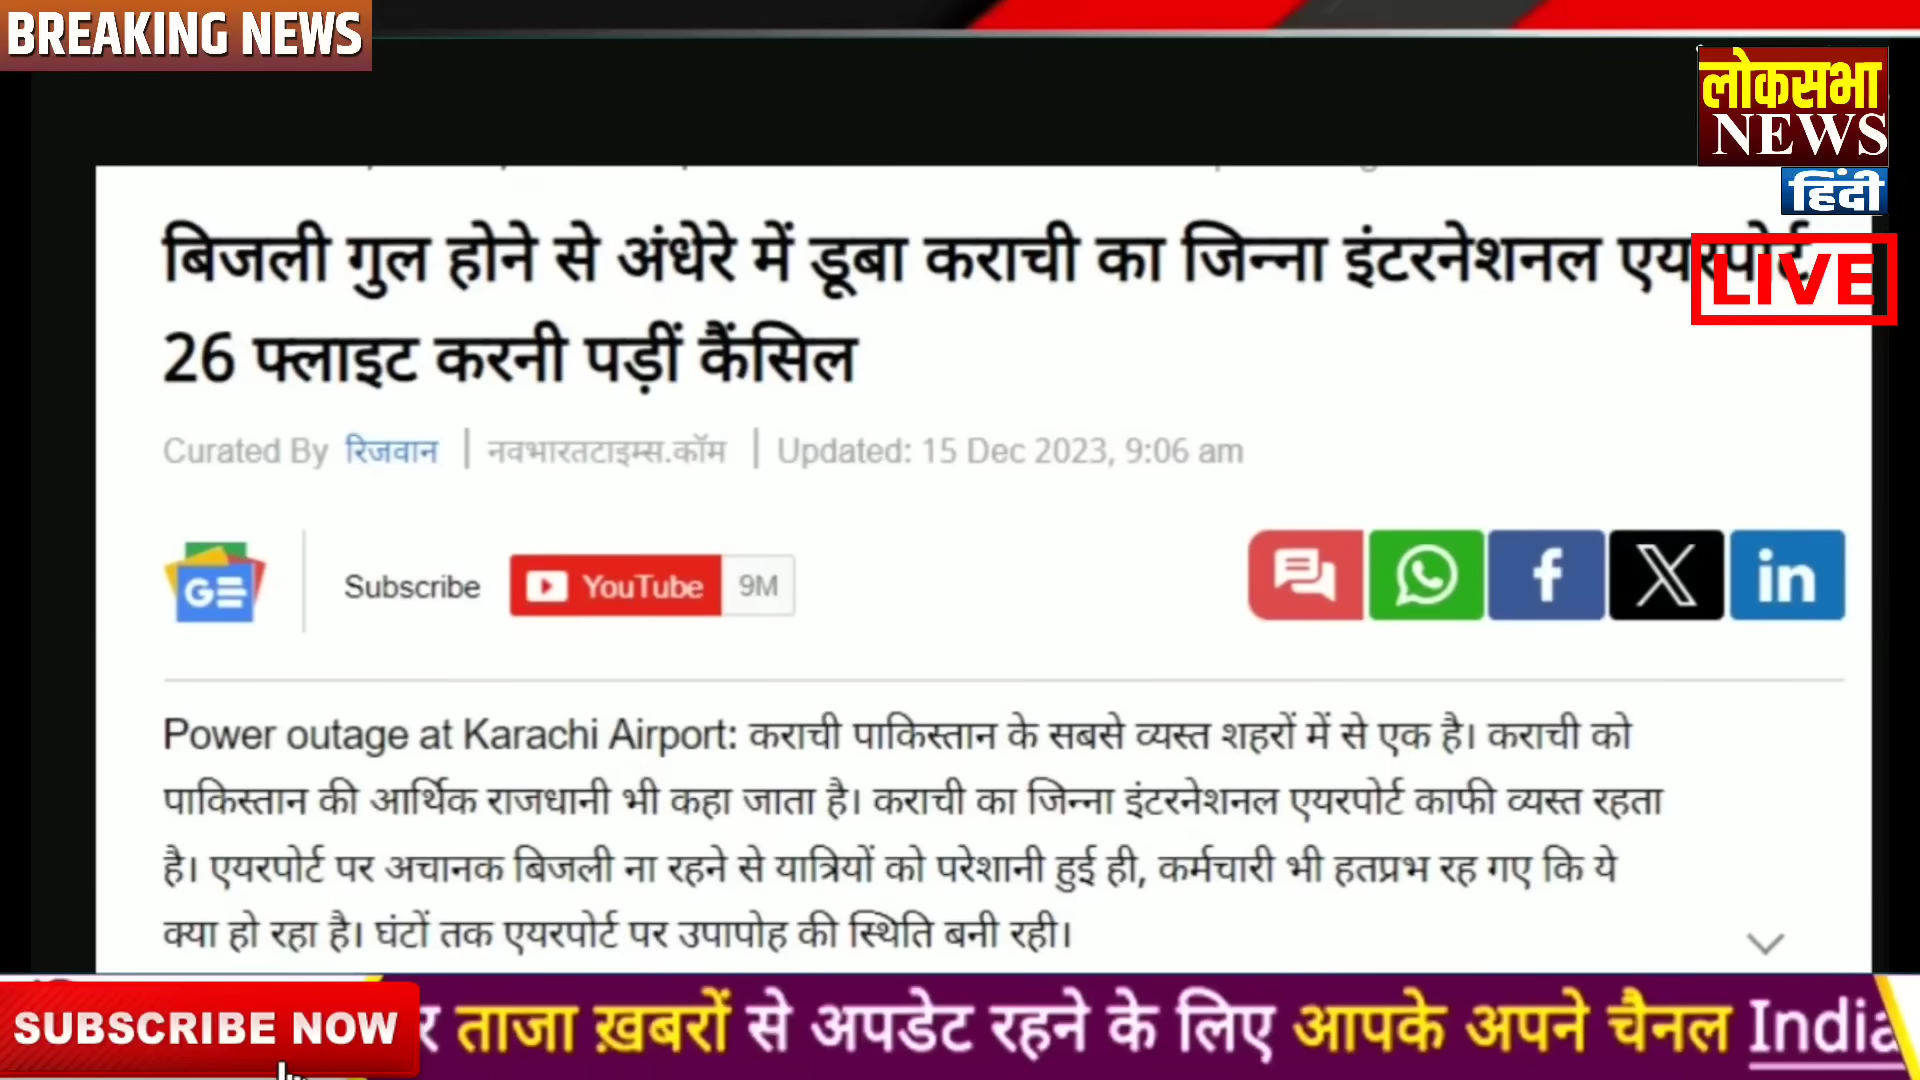 BREAKING NEWS
लोकसभा
NEWS
हिंदी
बिजली गुल होने से अंधेरे में डूबा कराची का जिन्ना इंटरनेशनल एयरपोर्ट
LIVE
26 फ्लाइट करनी पड़ीं कैंसिल
Curated By रिजवान | नवभारतटाइम्स.कॉम | Updated: 15 Dec 2023, 9:06 am
GE Subscribe YouTube 9M
Power outage at Karachi Airport: कराची पाकिस्तान के सबसे व्यस्त शहरों में से एक है। कराची को
पाकिस्तान की आर्थिक राजधानी भी कहा जाता है। कराची का जिन्ना इंटरनेशनल एयरपोर्ट काफी व्यस्त रहता
है। एयरपोर्ट पर अचानक बिजली ना रहने से यात्रियों को परेशानी हुई ही, कर्मचारी भी हतप्रभ रह गए कि ये
क्या हो रहा है। घंटों तक एयरपोर्ट पर उपापोह की स्थिति बनी रही।
SUBSCRIBE NOW र ताजा ख़बरों से अपडेट रहने के लिए आपके अपने चैनल India